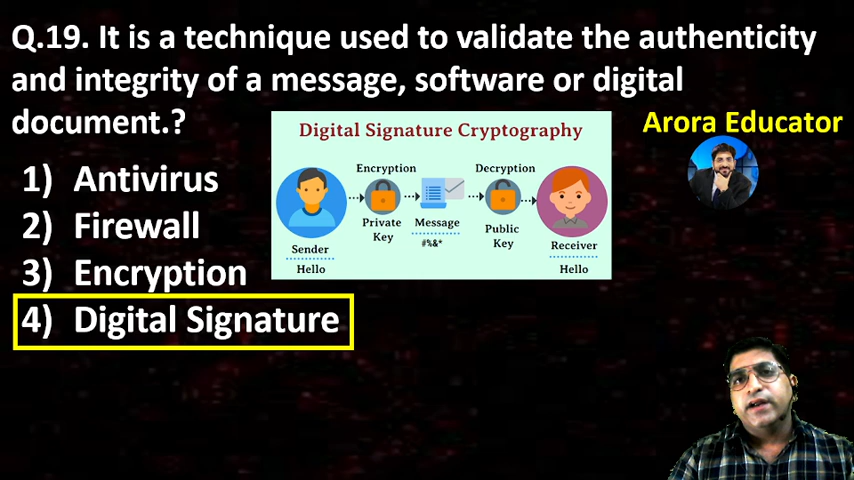 Q.19. It is a technique used to validate the authenticity
and integrity of a message, software or digital
document.?
Arora Educator
1) Antivirus
2) Firewall
3) Encryption
4) Digital Signature
Digital Signature Cryptography
Encryption
Decryption
Private
Key
Message
#%&*
Public
Key
Sender
Hello
Receiver
Hello